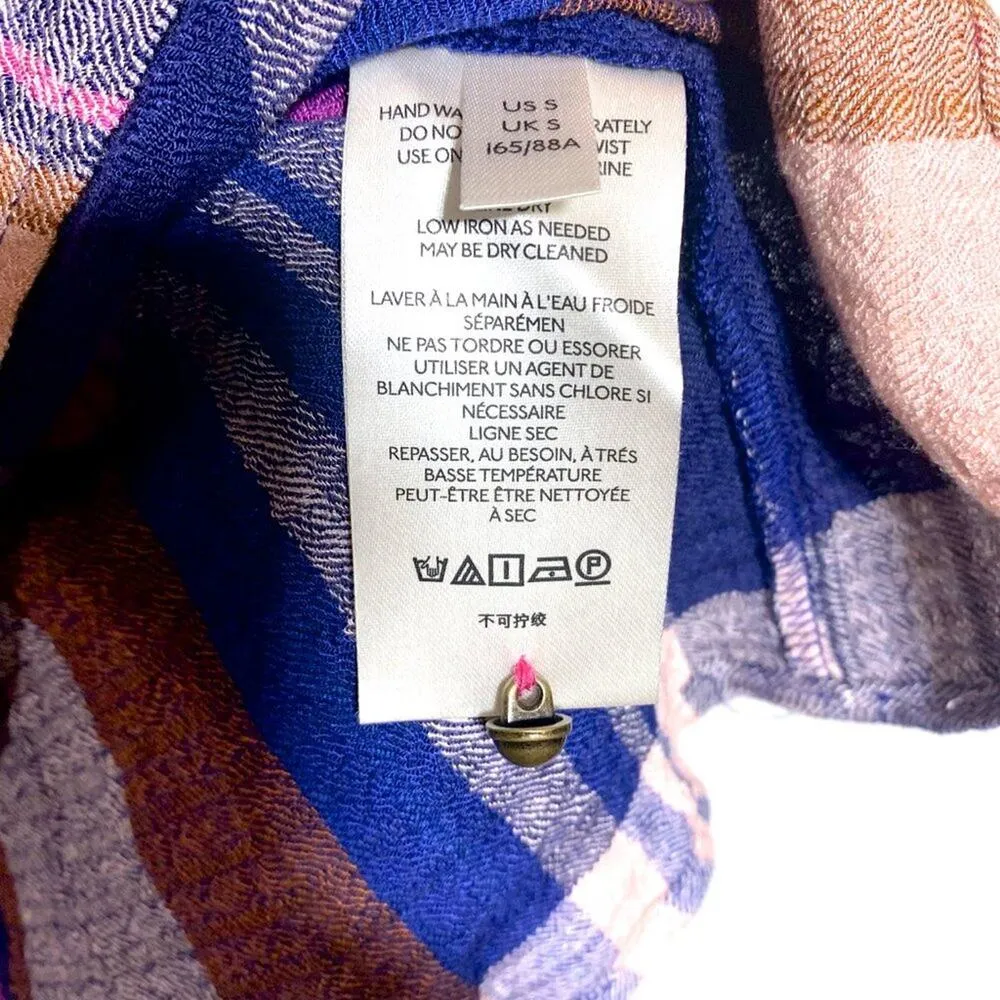 US S
UK S
165/88A
HAND WA
DO NO RATELY
USE ON VIST
RINE
LOW IRON AS NEEDED
MAY BE DRY CLEANED
LAVER À LA MAIN À L'EAU FROIDE
SÉPARÉMEN
NE PAS TORDRE OU ESSORER
UTILISER UN AGENT DE
BLANCHIMENT SANS CHLORE SI
NÉCESSAIRE
LIGNE SEC
REPASSER, AU BESOIN, À TRÉS
BASSE TEMPÉRATURE
PEUT-ÊTRE ÊTRE NETTOYÉE
À SEC
P
不可拧绞